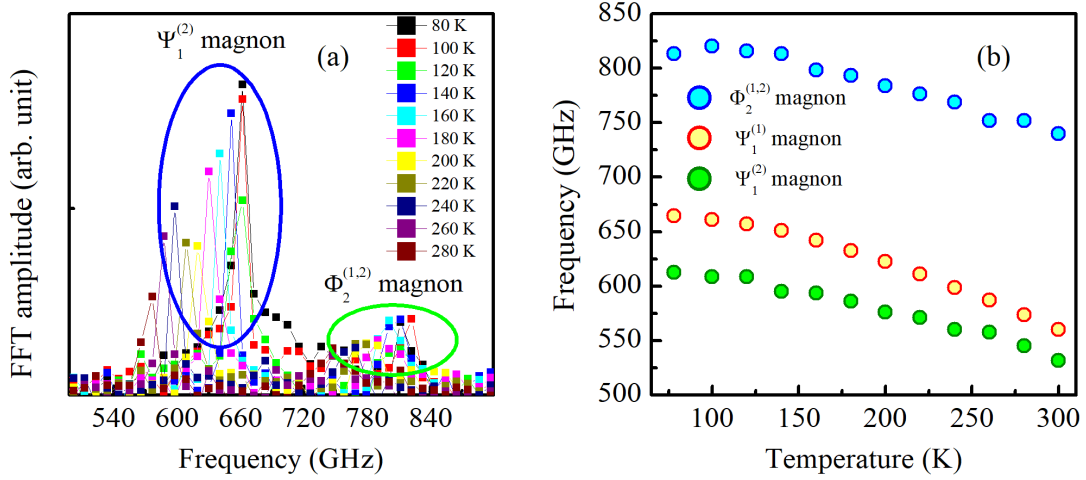 Ψ₁⁽²⁾ magnon
(a)
80 K
100 K
120 K
140 K
160 K
180 K
200 K
220 K
240 K
260 K
280 K
Φ₂⁽¹,²⁾ magnon
FFT amplitude (arb. unit)
540 600 660 720 780 840
Frequency (GHz)
(b)
850
800
750
700
650
600
550
500
Φ₂⁽¹,²⁾ magnon
Ψ₁⁽¹⁾ magnon
Ψ₁⁽²⁾ magnon
Frequency (GHz)
100 150 200 250 300
Temperature (K)